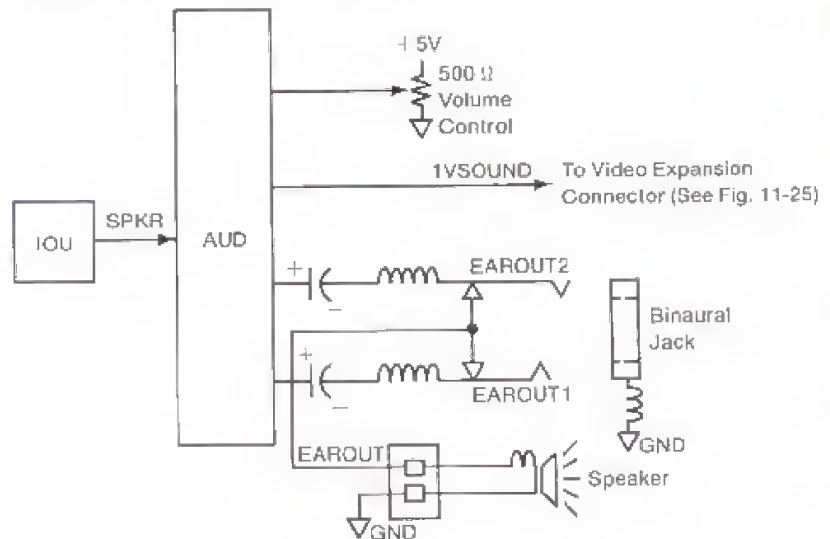 + 5V
500 Ω
Volume
Control
1VSOUND
To Video Expansion
Connector (See Fig. 11-25)
SPKR
IOU
AUD
+
EAROUT2
-
Binaural
Jack
+
-
EAROUT1
GND
EAROUT
Speaker
GND